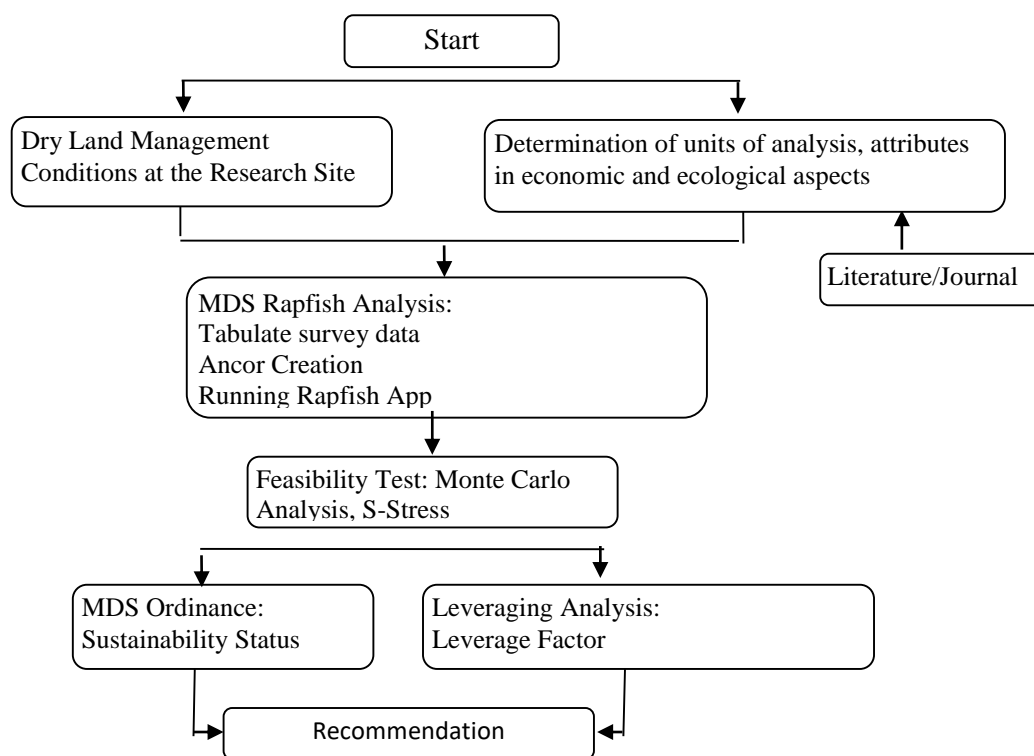 Start
Dry Land Management
Conditions at the Research Site
Determination of units of analysis, attributes
in economic and ecological aspects
Literature/Journal
MDS Rapfish Analysis:
Tabulate survey data
Ancor Creation
Running Rapfish App
Feasibility Test: Monte Carlo
Analysis, S-Stress
MDS Ordinance:
Sustainability Status
Leveraging Analysis:
Leverage Factor
Recommendation